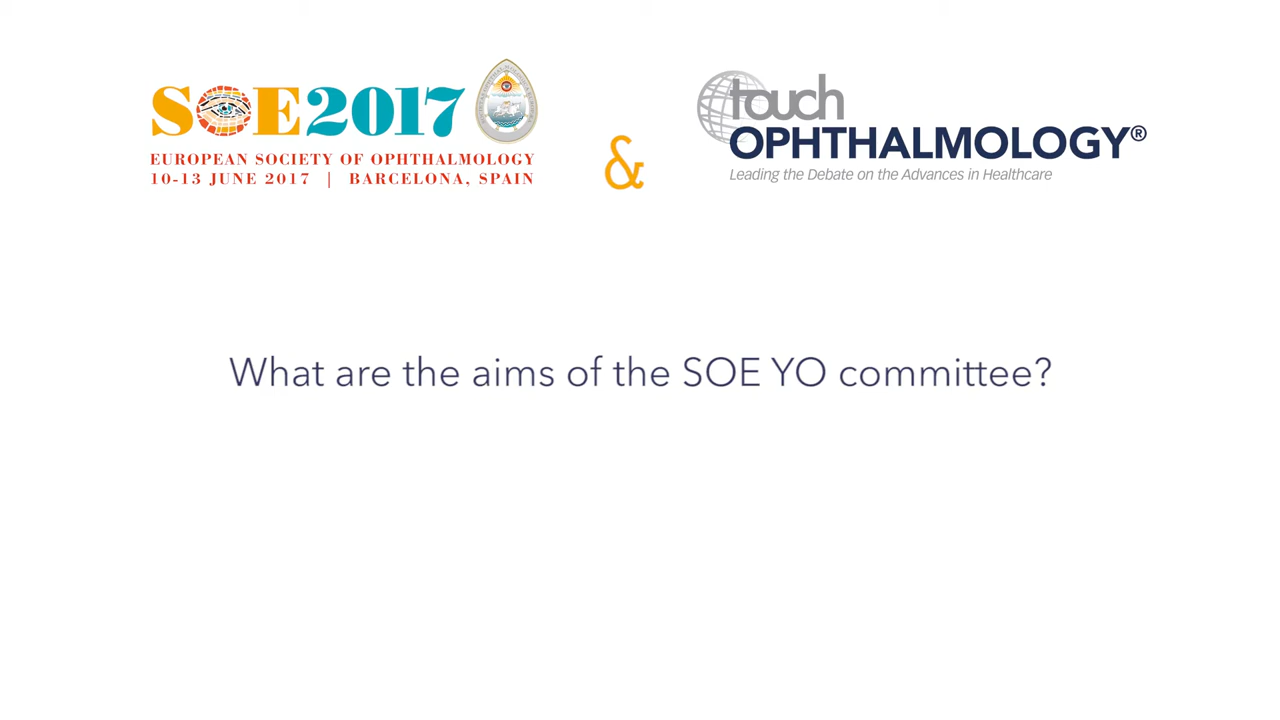 SOE2017
EUROPEAN SOCIETY OF OPHTHALMOLOGY
10-13 JUNE 2017 | BARCELONA, SPAIN
&
touch
OPHTHALMOLOGY®
Leading the Debate on the Advances in Healthcare
What are the aims of the SOE YO committee?